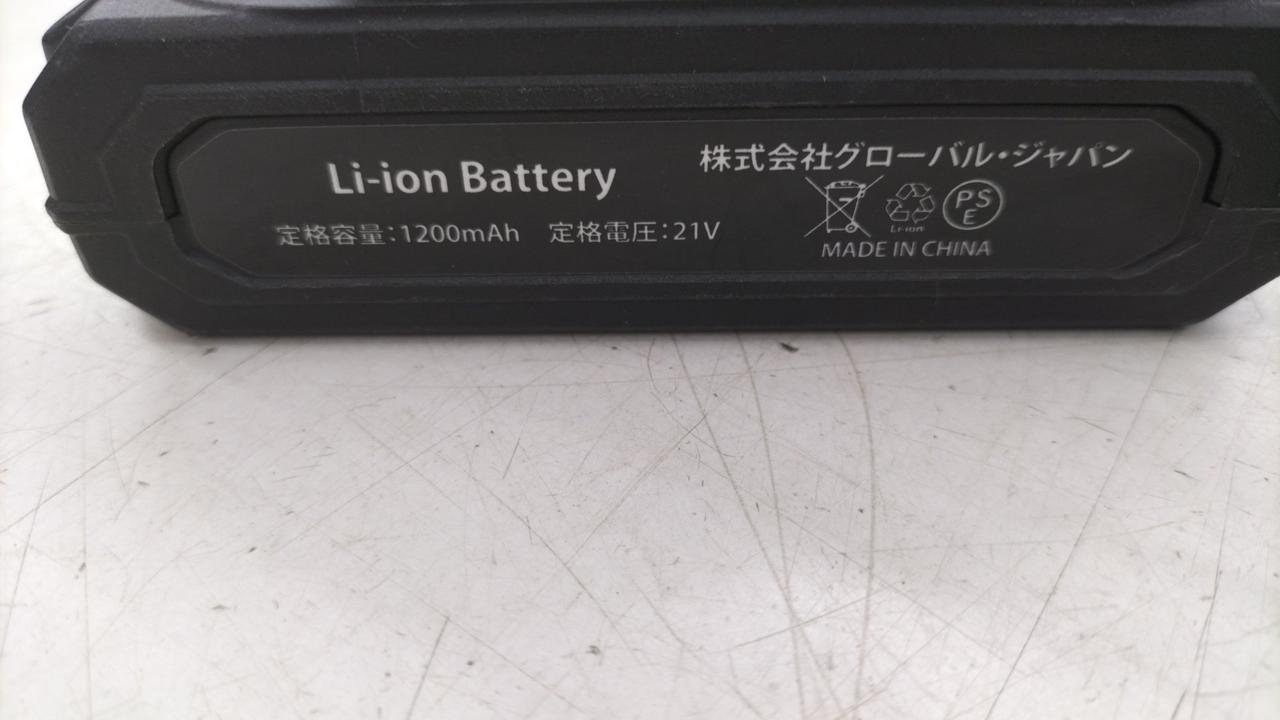 Li-ion Battery
定格容量:1200mAh 定格電圧:21V
株式会社グローバル・ジャパン
Li-ion
PS
E
MADE IN CHINA